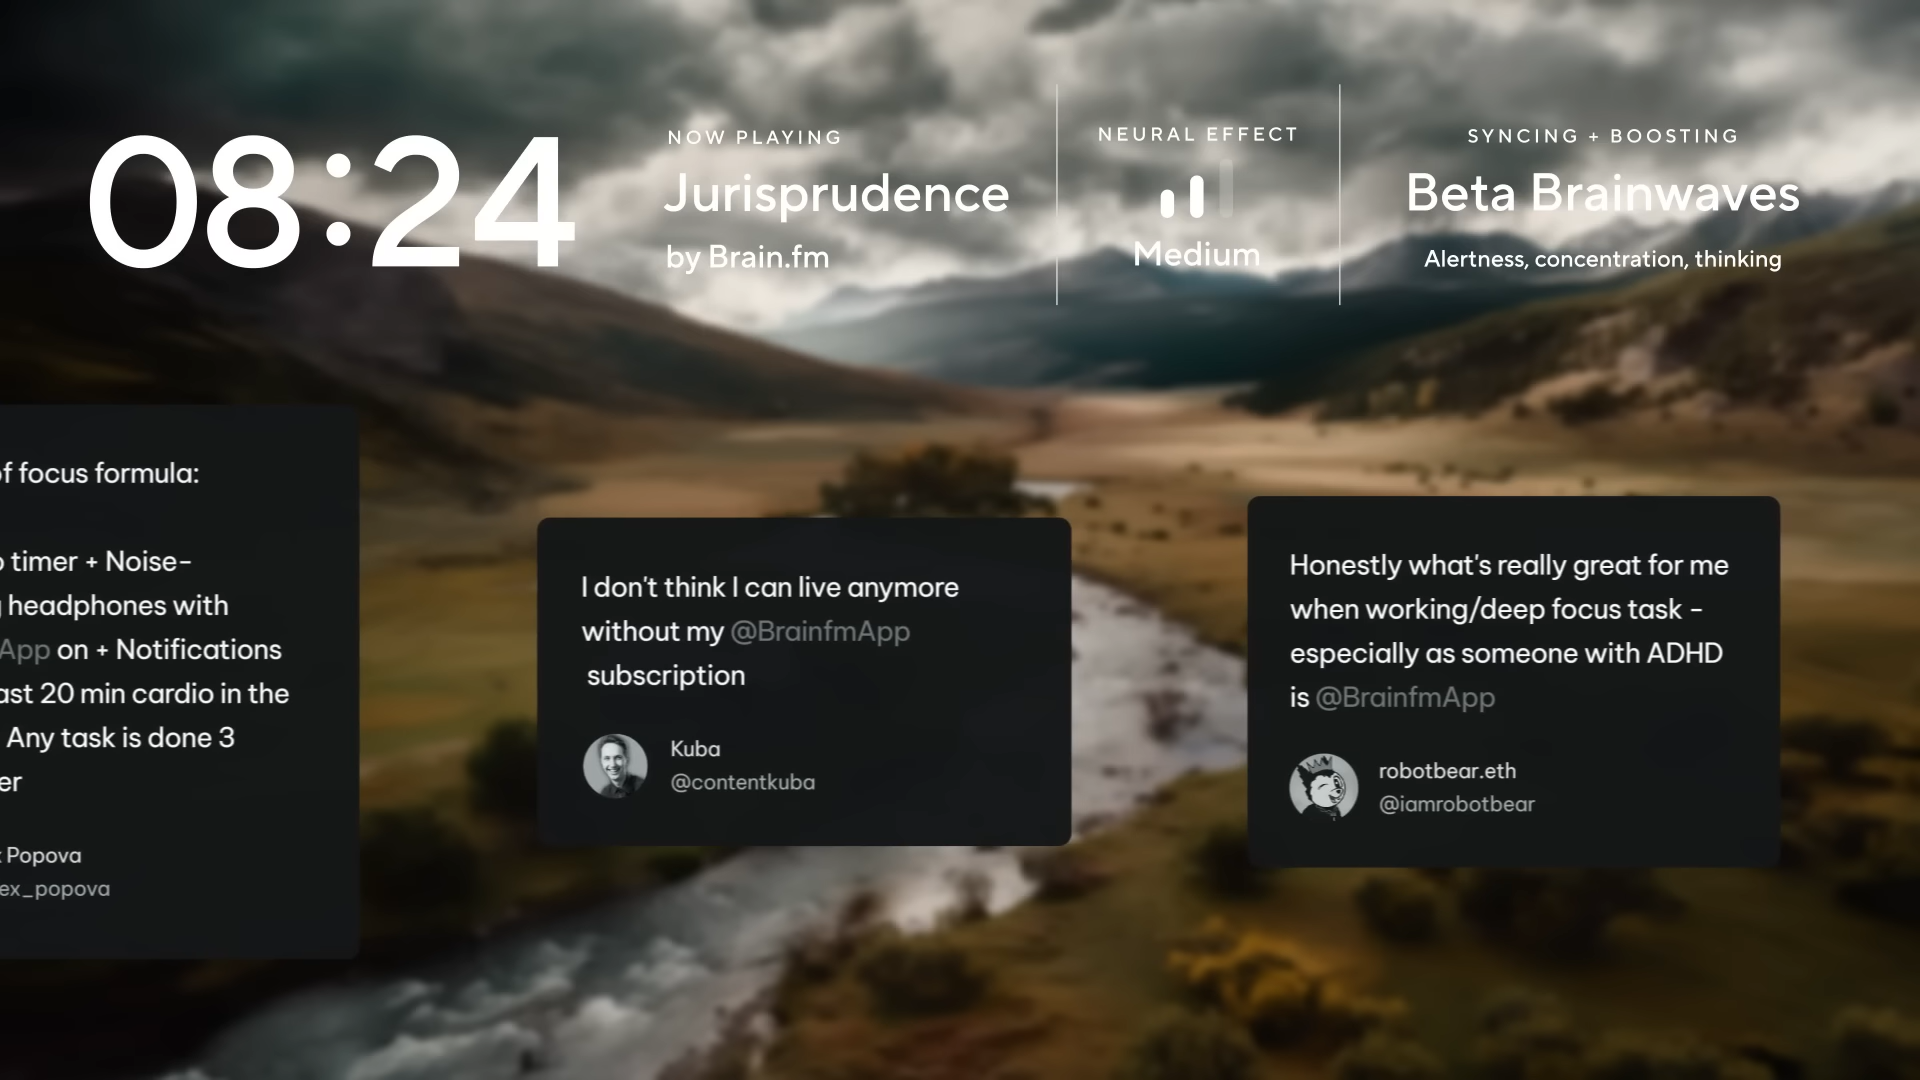 08:24
NOW PLAYING
Jurisprudence
by Brain.fm
NEURAL EFFECT
Medium
SYNCING + BOOSTING
Beta Brainwaves
Alertness, concentration, thinking
of focus formula:
timer + Noise-
headphones with
App on + Notifications
20 min cardio in the
Any task is done 3
Popova
ex_popova
I don't think I can live anymore
without my @BrainfmApp
subscription
Kuba
@contentkuba
Honestly what's really great for me
when working/deep focus task -
especially as someone with ADHD
is @BrainfmApp
robotbear.eth
@iamrobotbear